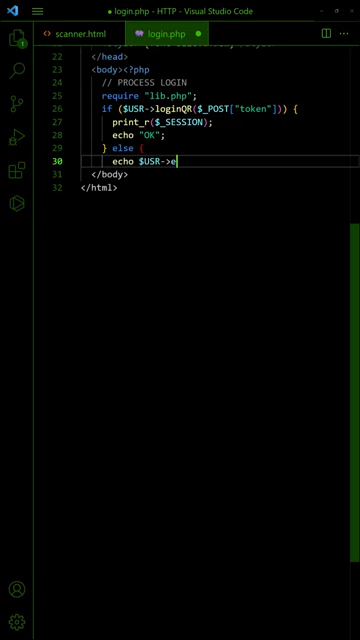 login.php - HTTP - Visual Studio Code
scanner.html
login.php
22 </head>
23 <body><?php
24 // PROCESS LOGIN
25 require "lib.php";
26 if ($USR->loginQR($_POST["token"])) {
27 print_r($_SESSION);
28 echo "OK";
29 } else {
30 echo $USR->e
31 </body>
32 </html>
1